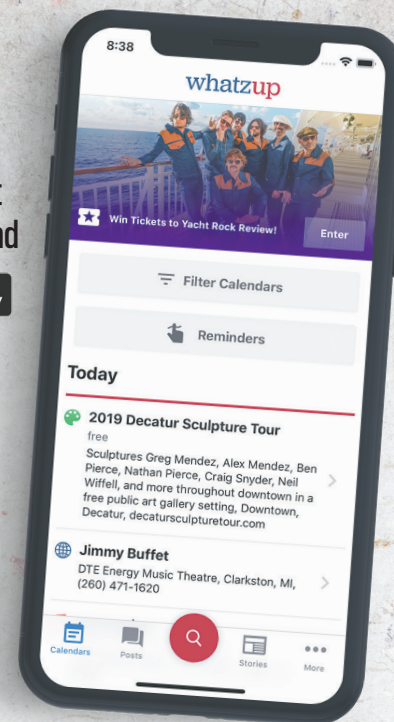 nd
8:38
whatzup
Win Tickets to Yacht Rock Review!
Enter
Filter Calendars
Reminders
Today
2019 Decatur Sculpture Tour
free
Sculptures Greg Mendez, Alex Mendez, Ben
Pierce, Nathan Pierce, Craig Snyder, Neil
Wiffell, and more throughout downtown in a
free public art gallery setting, Downtown,
Decatur, decatursculpturetour.com
Jimmy Buffet
DTE Energy Music Theatre, Clarkston, MI,
(260) 471-1620
Calendars
Posts
Stories
More